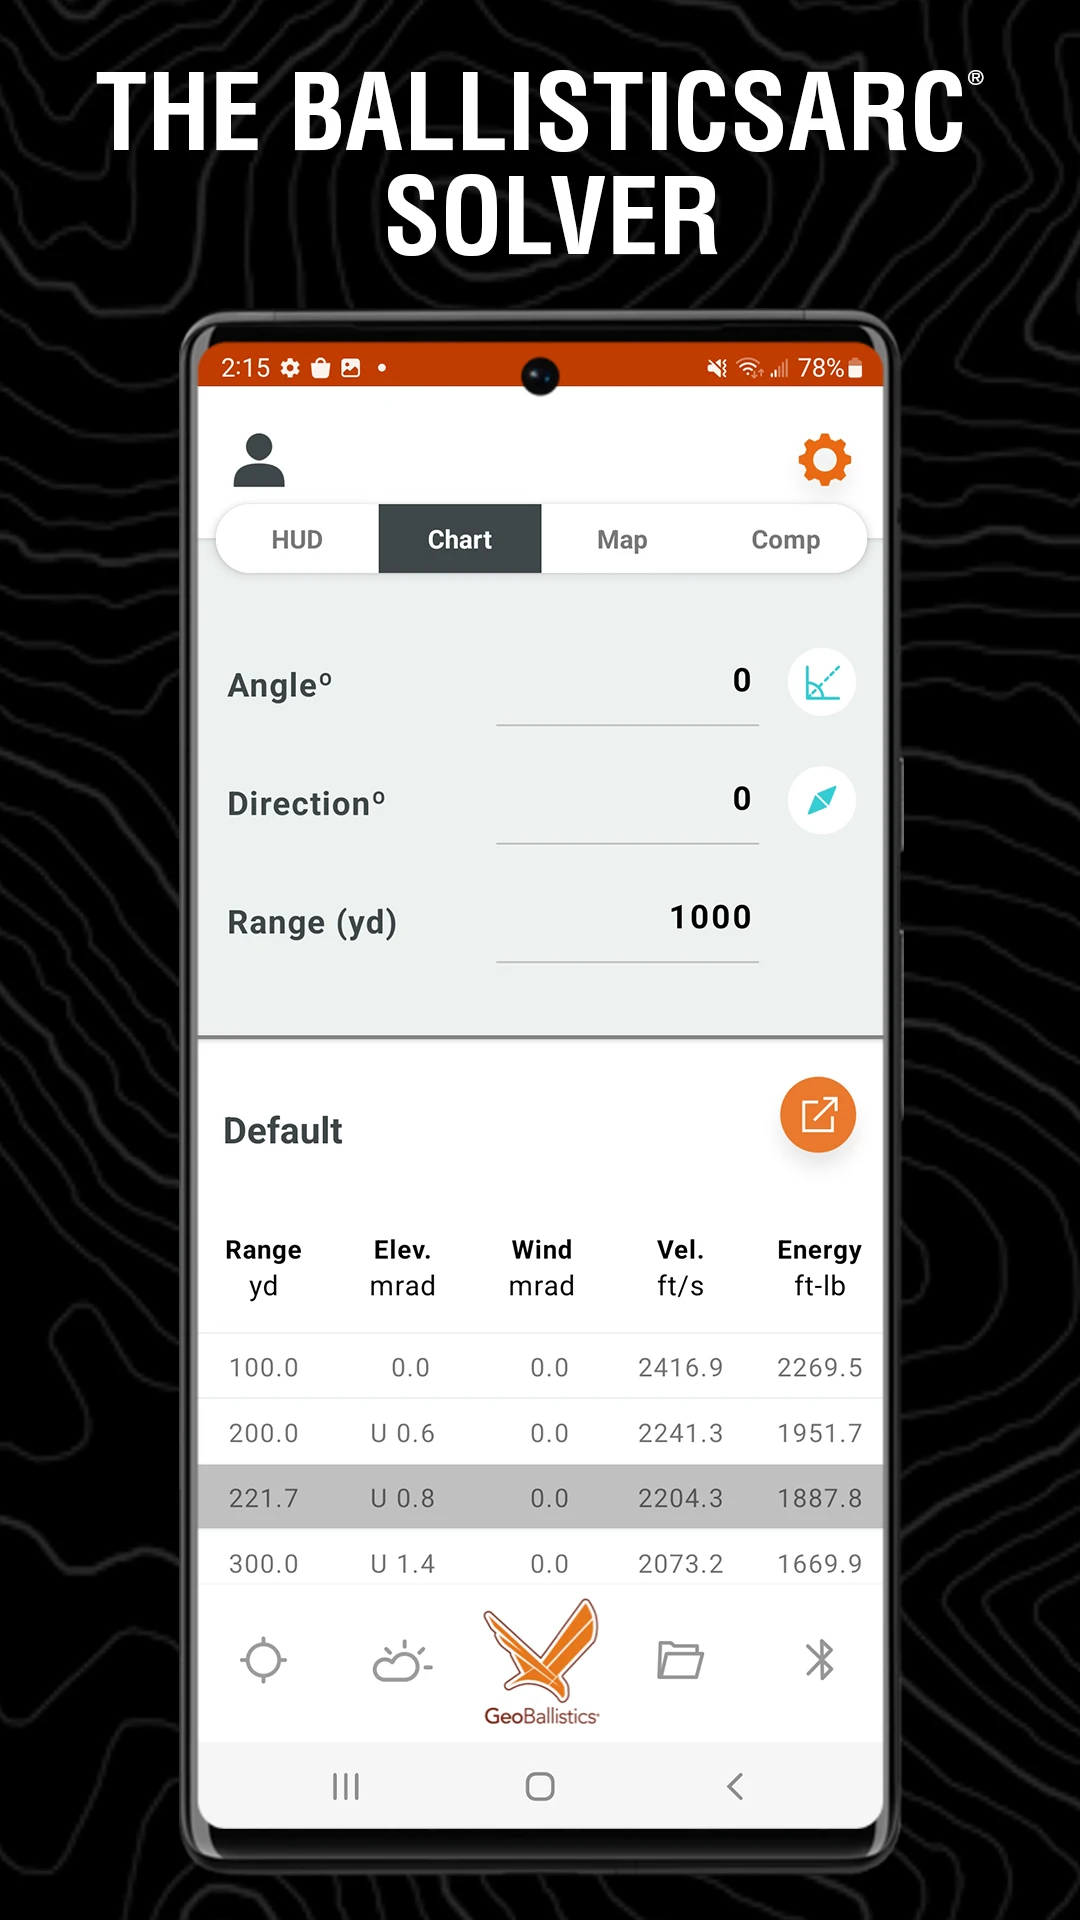 THE BALLISTICSARC®
SOLVER
2:15 78%
HUD Chart Map Comp
Angleº 0
Directionº 0
Range (yd) 1000
Default
Range Elev. Wind Vel. Energy
yd mrad mrad ft/s ft-lb
100.0 0.0 0.0 2416.9 2269.5
200.0 U 0.6 0.0 2241.3 1951.7
221.7 U 0.8 0.0 2204.3 1887.8
300.0 U 1.4 0.0 2073.2 1669.9
GeoBallistics